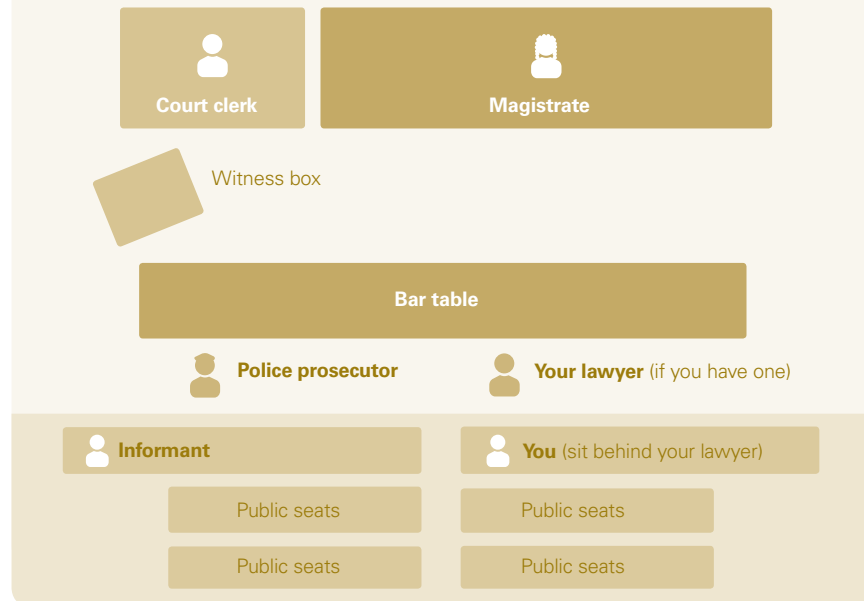 Court clerk
Magistrate
Witness box
Bar table
Police prosecutor
Your lawyer (if you have one)
Informant
You (sit behind your lawyer)
Public seats
Public seats
Public seats
Public seats